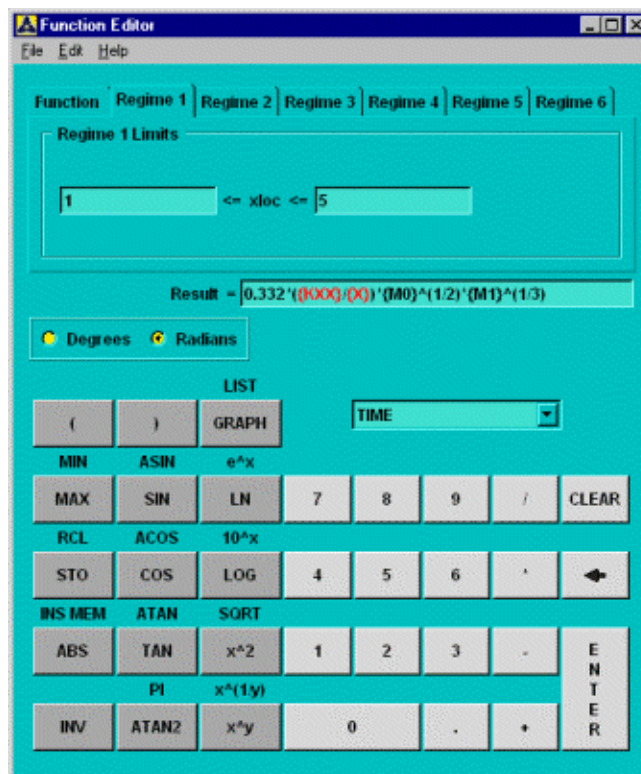 Function Editor
File Edit Help
Function Regime 1 Regime 2 Regime 3 Regime 4 Regime 5 Regime 6
Regime 1 Limits
1 <= xloc <= 5
Result = 0.332*({KXX}/{X})*{M0}^(1/2)*{M1}^(1/3)
Degrees Radians
LIST
( ) GRAPH TIME
MIN ASIN e^x
MAX SIN LN 7 8 9 / CLEAR
RCL ACOS 10^x
STO COS LOG 4 5 6 *
INS MEM ATAN SQRT
ABS TAN x^2 1 2 3 - ENTER
PI x^(1/y)
INV ATAN2 x^y 0 . +